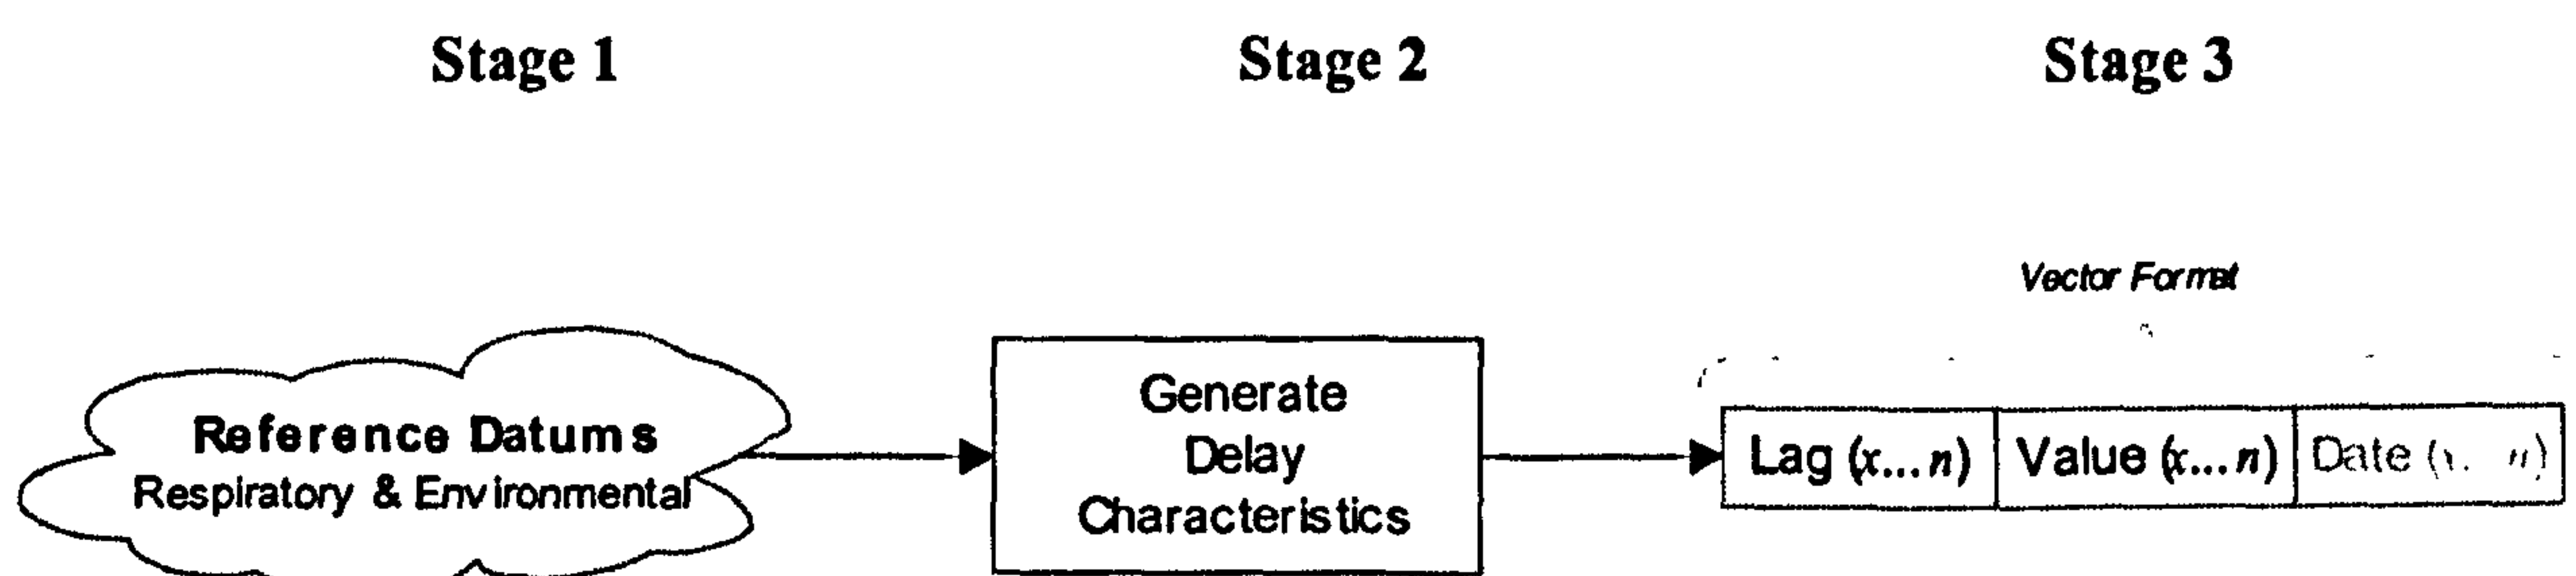 Stage 1
Stage 2
Stage 3
Vector Format
Reference Datums
Respiratory & Environmental
Generate
Delay
Characteristics
Lag (x...n)
Value (x...n)
Date